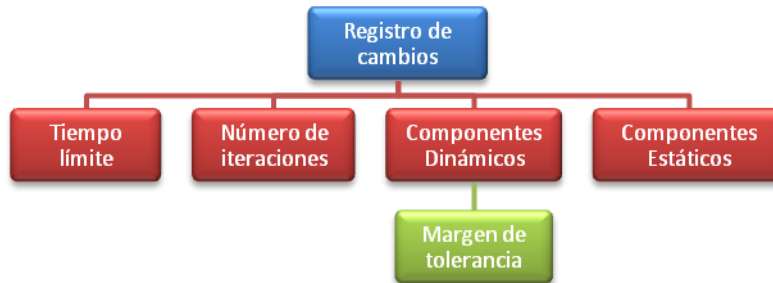 Registro de
cambios
Tiempo
límite
Número de
iteraciones
Componentes
Dinámicos
Componentes
Estáticos
Margen de
tolerancia